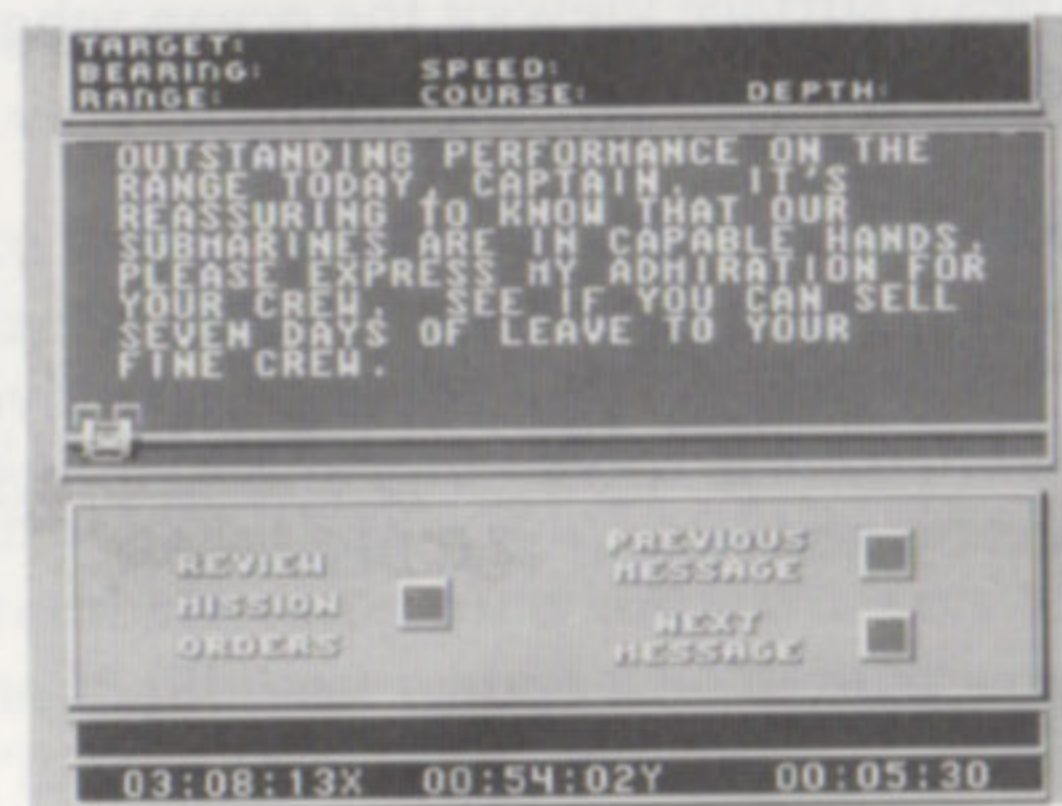 TARGET:
BEARING: SPEED:
RANGE: COURSE: DEPTH:
OUTSTANDING PERFORMANCE ON THE
RANGE TODAY, CAPTAIN. IT'S
REASSURING TO KNOW THAT OUR
SUBMARINES ARE IN CAPABLE HANDS.
PLEASE EXPRESS MY ADMIRATION FOR
YOUR CREW. SEE IF YOU CAN SELL
SEVEN DAYS OF LEAVE TO YOUR
FINE CREW.
REVIEW
MISSION
ORDERS
PREVIOUS
MESSAGE
NEXT
MESSAGE
03:08:13X 00:54:02Y 00:05:30